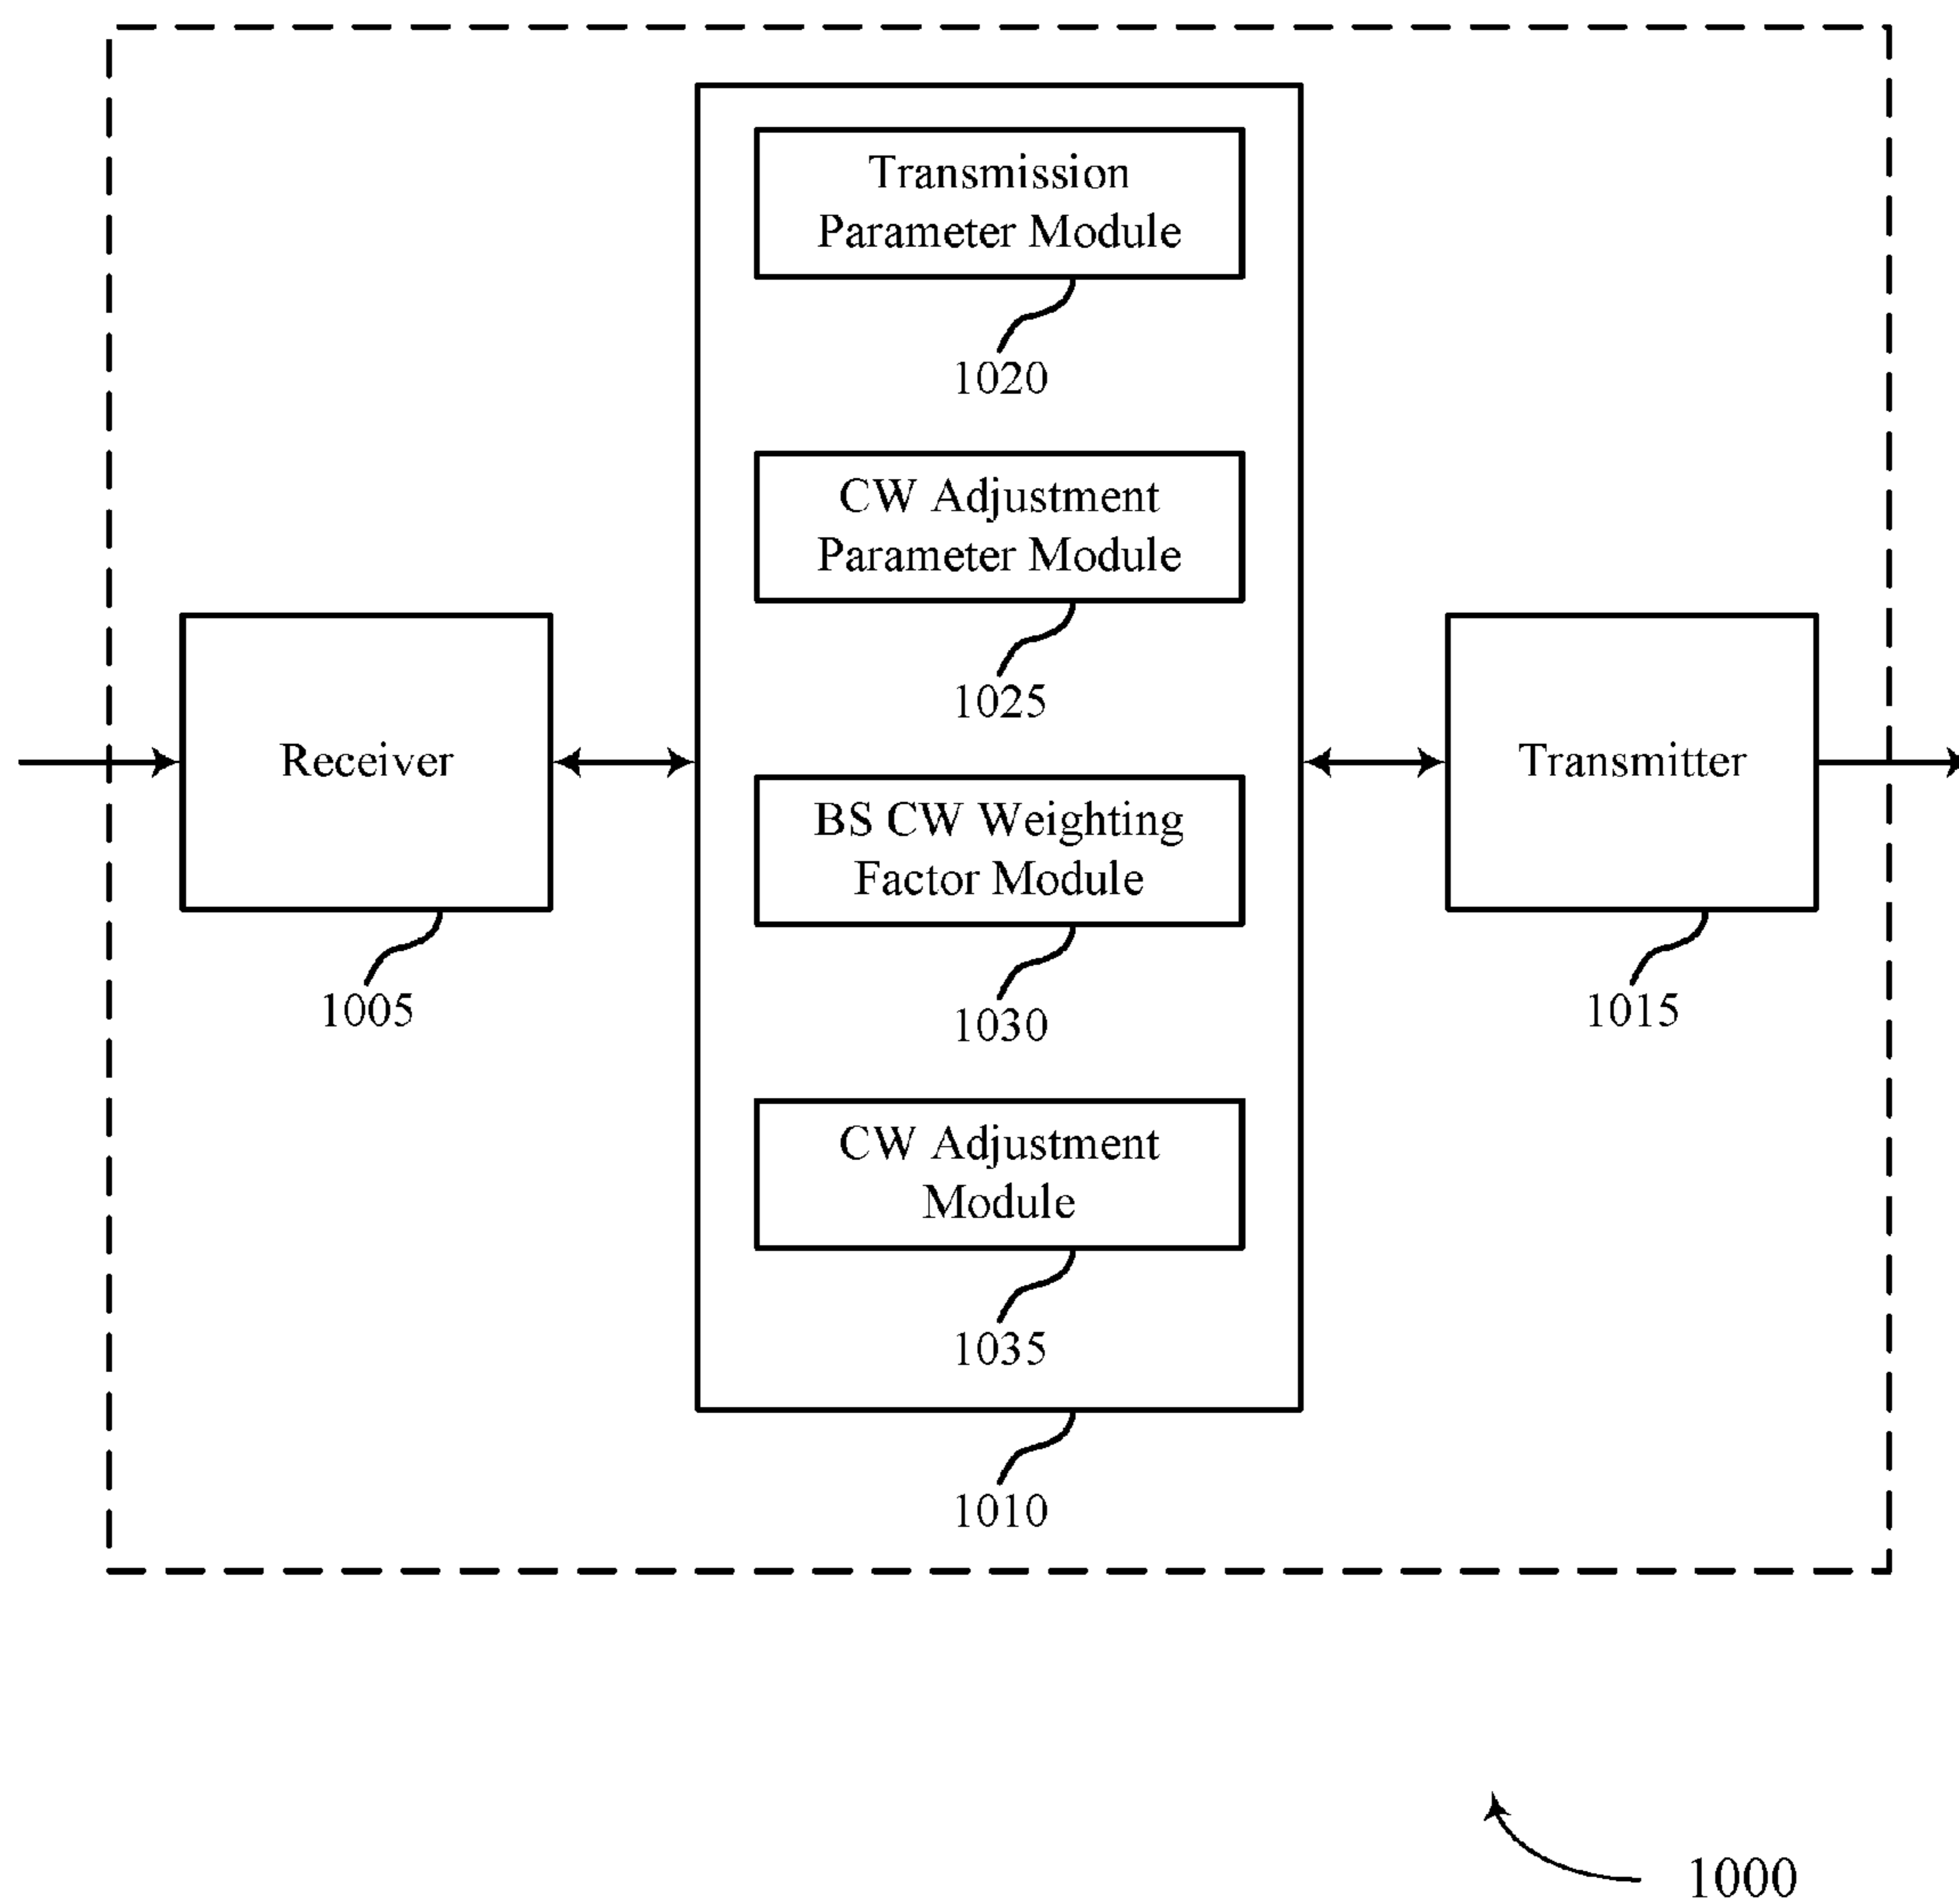 Transmission
Parameter Module
1020
CW Adjustment
Parameter Module
1025
Receiver
1005
BS CW Weighting
Factor Module
1030
Transmitter
1015
CW Adjustment
Module
1035
1010
1000